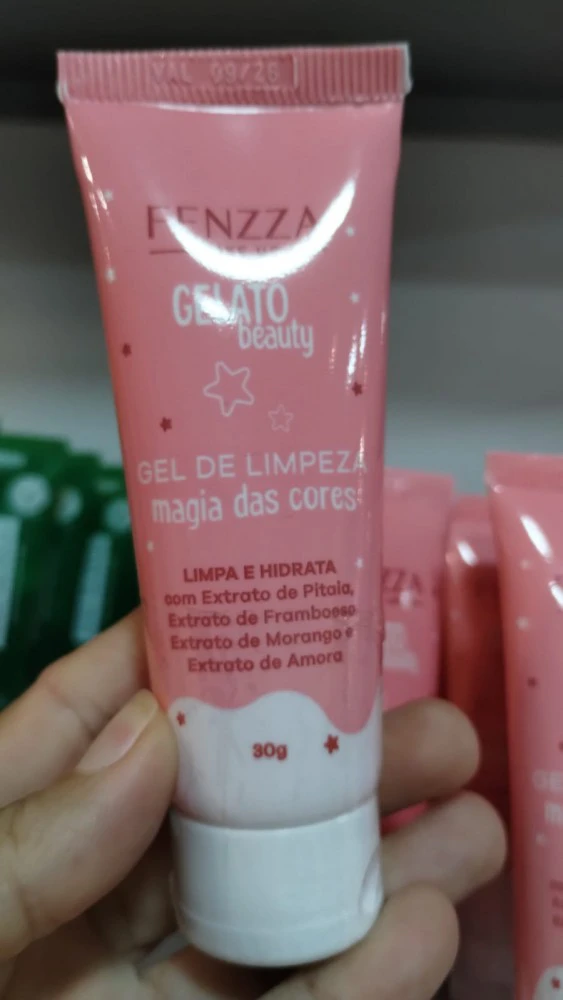 VAL 09/26
FENZZA
GELATO
beauty
GEL DE LIMPEZA
magia das cores
LIMPA E HIDRATA
com Extrato de Pitaia,
Extrato de Framboesa
Extrato de Morango e
Extrato de Amora
30g
ZZA